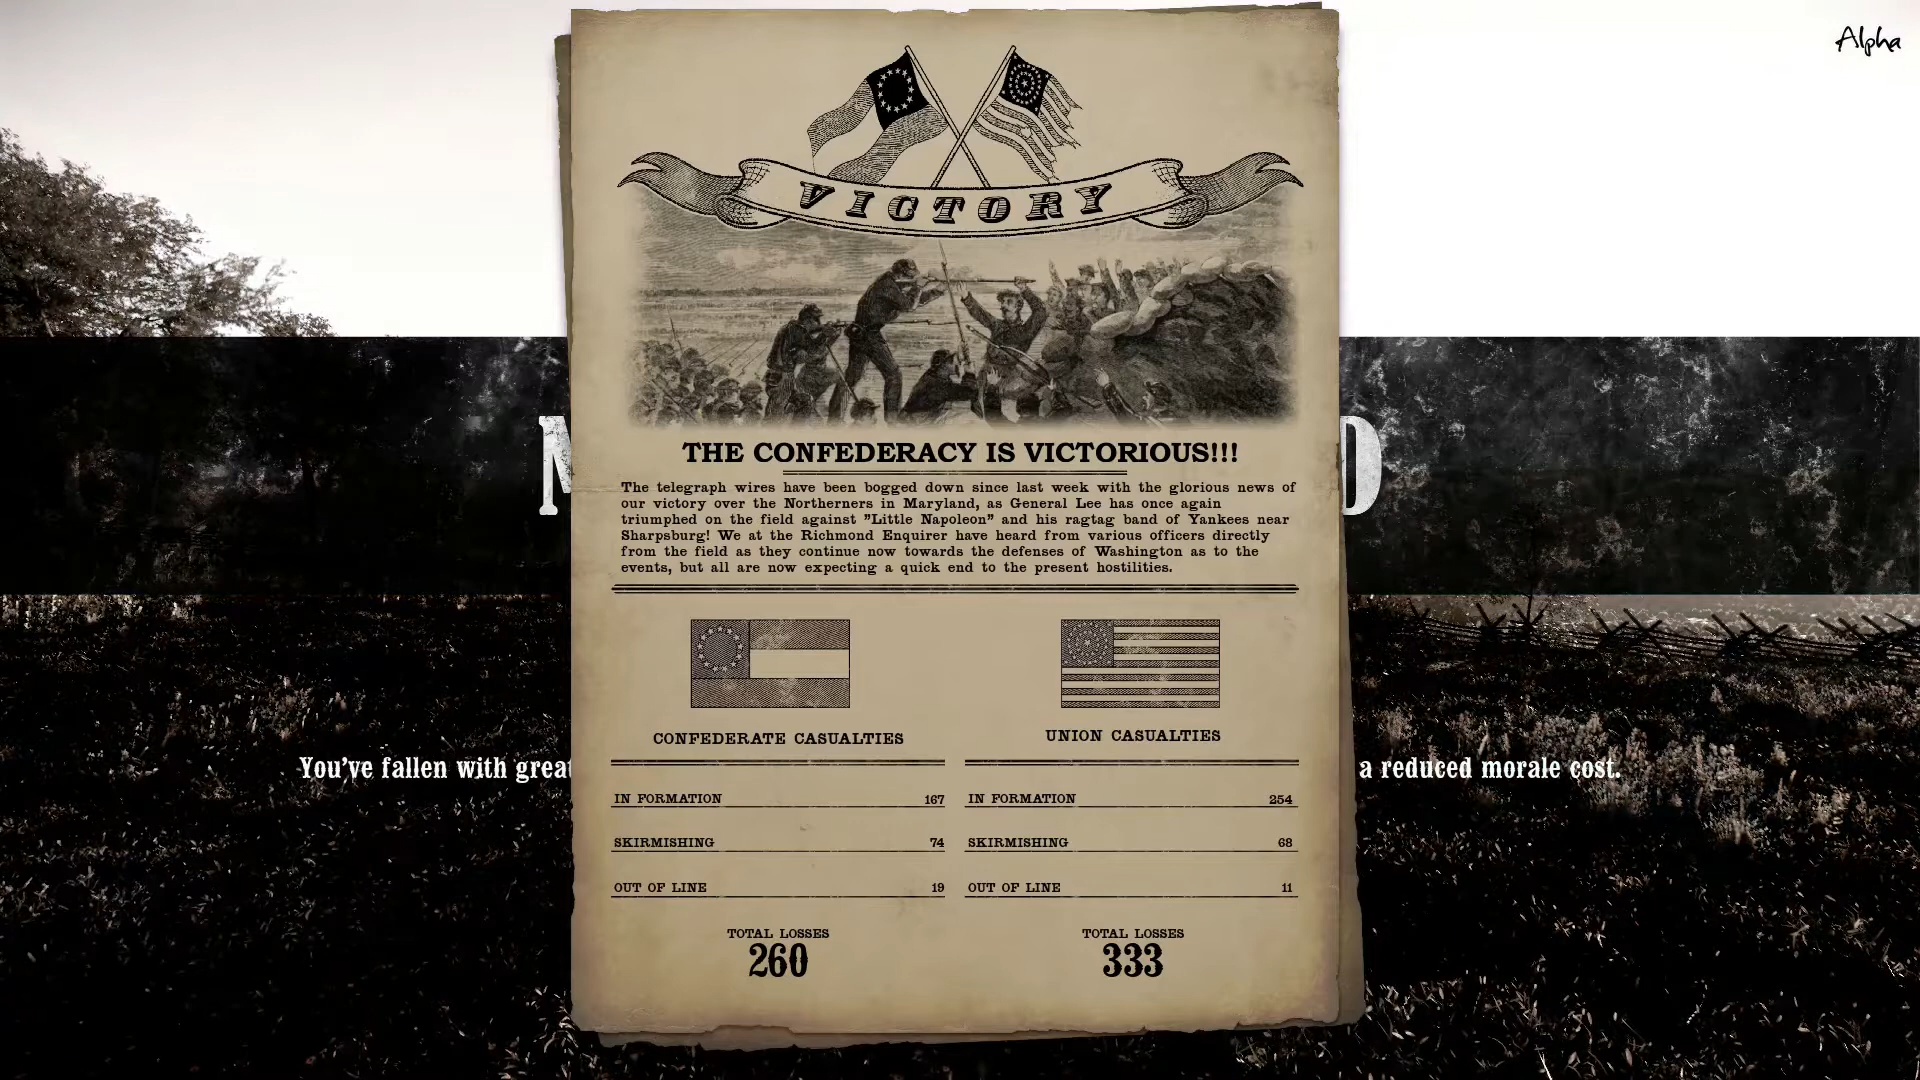 Alpha
VICTORY
THE CONFEDERACY IS VICTORIOUS!!!
The telegraph wires have been bogged down since last week with the glorious news of
our victory over the Northerners in Maryland, as General Lee has once again
triumphed on the field against "Little Napoleon" and his ragtag band of Yankees near
Sharpsburg! We at the Richmond Enquirer have heard from various officers directly
from the field as they continue now towards the defenses of Washington as to the
events, but all are now expecting a quick end to the present hostilities.
CONFEDERATE CASUALTIES
IN FORMATION 167
SKIRMISHING 74
OUT OF LINE 19
TOTAL LOSSES
260
UNION CASUALTIES
IN FORMATION 254
SKIRMISHING 68
OUT OF LINE 11
TOTAL LOSSES
333
You've fallen with
a reduced morale cost.